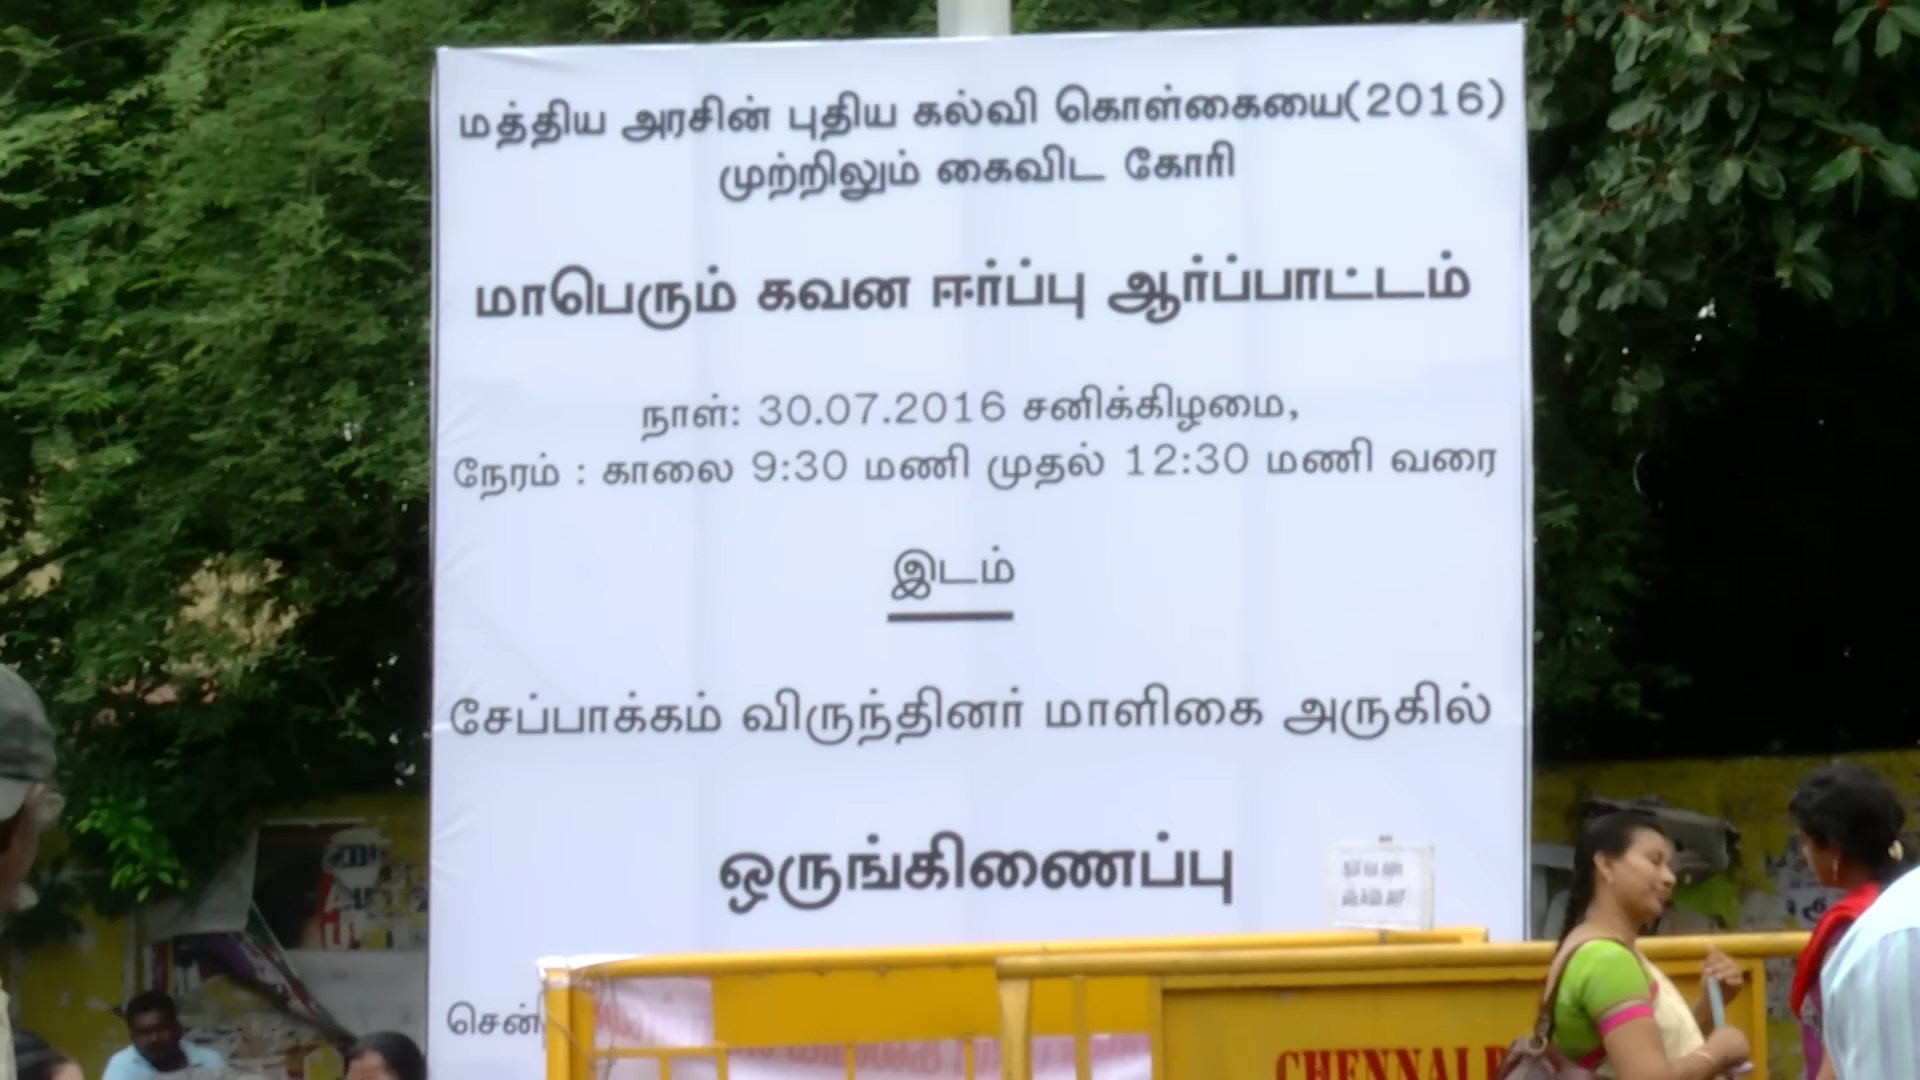 மத்திய அரசின் புதிய கல்வி கொள்கையை(2016)
முற்றிலும் கைவிட கோரி
மாபெரும் கவன ஈர்ப்பு ஆர்ப்பாட்டம்
நாள்: 30.07.2016 சனிக்கிழமை,
நேரம் : காலை 9:30 மணி முதல் 12:30 மணி வரை
இடம்
சேப்பாக்கம் விருந்தினர் மாளிகை அருகில்
ஒருங்கிணைப்பு
சென்
CHENNAI